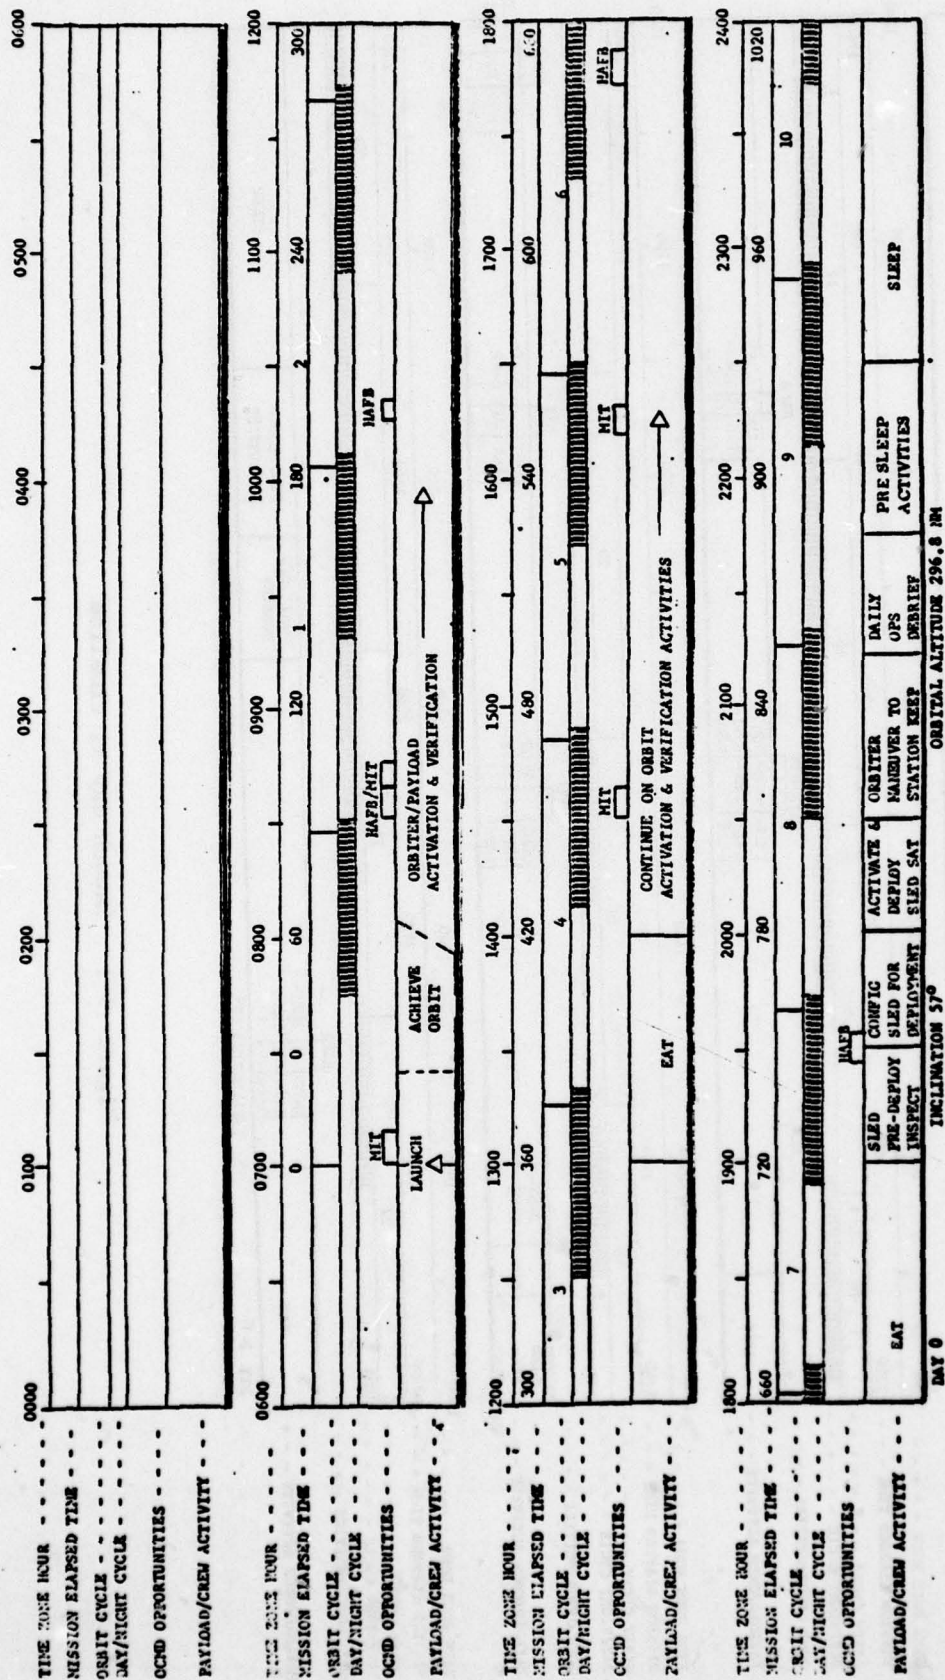 TIME ZONE HOUR - - - - -
0000 0100 0200 0300 0400 0500 0600
MISSION ELAPSED TIME
ORBIT CYCLE - - - - - -
DAY/NIGHT CYCLE - - - - -
OCMD OPPORTUNITIES - - - -
PAYLOAD/CREW ACTIVITY - - -
TIME ZONE HOUR - - - - -
0600 0700 0800 0900 1000 1100 1200
MISSION ELAPSED TIME - - -
0 60 120 180 240 300
ORBIT CYCLE - - - - - -
0 1 2
DAY/NIGHT CYCLE - - - - -
OCMD OPPORTUNITIES - - - -
MIT HAFB/MIT HAFB
PAYLOAD/CREW ACTIVITY - - -
LAUNCH
ACHIEVE
ORBIT
ORBITER/PAYLOAD
ACTIVATION & VERIFICATION
TIME ZONE HOUR - - - - -
1200 1300 1400 1500 1600 1700 1800
MISSION ELAPSED TIME - - -
300 360 420 480 540 600 660
ORBIT CYCLE - - - - - -
3 4 5 6
DAY/NIGHT CYCLE - - - - -
OCMD OPPORTUNITIES - - - -
MIT MIT HAFB
PAYLOAD/CREW ACTIVITY - - -
EAT
CONTINUE ON ORBIT
ACTIVATION & VERIFICATION ACTIVITIES
TIME ZONE HOUR - - - - -
1800 1900 2000 2100 2200 2300 2400
MISSION ELAPSED TIME - - -
660 720 780 840 900 960 1020
ORBIT CYCLE - - - - - -
7 8 9 10
DAY/NIGHT CYCLE - - - - -
OCMD OPPORTUNITIES - - - -
HAFB
PAYLOAD/CREW ACTIVITY - - -
EAT
SLED
PRE-DEPLOY
INSPECT
CONFIG
SLED FOR
DEPLOYMENT
ACTIVATE &
DEPLOY
SLED SAT
ORBITER
MANEUVER TO
STATION KEEP
DAILY
OPS
DEBRIEF
PRE SLEEP
ACTIVITIES
SLEEP
DAY 0 INCLINATION 57° ORBITAL ALTITUDE 296.8 NM